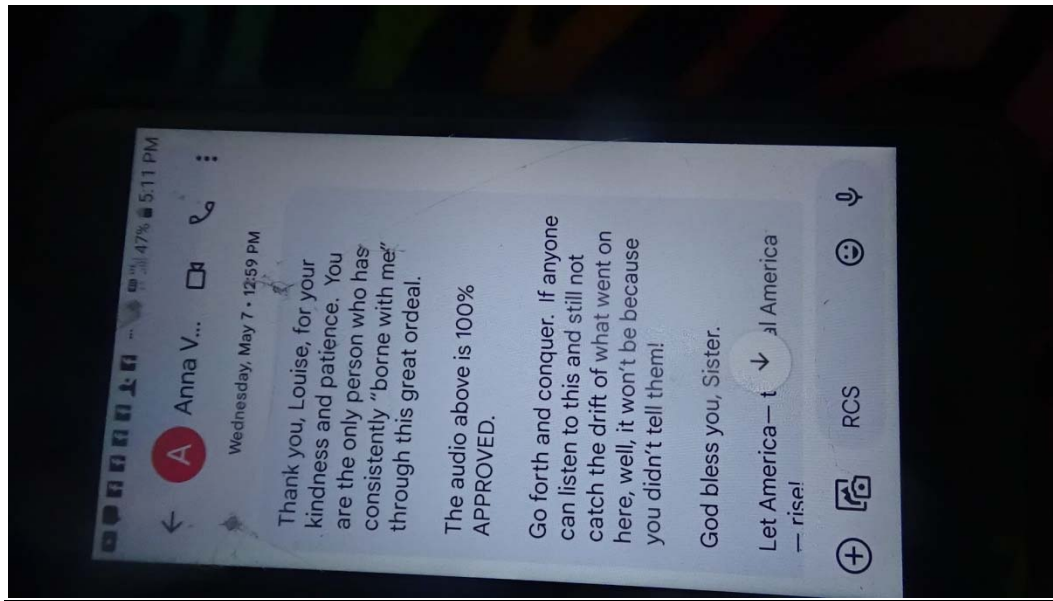 47% 5:11 PM
A
Anna V...
Wednesday, May 7 • 12:59 PM
Thank you, Louise, for your
kindness and patience. You
are the only person who has
consistently “borne with me”
through this great ordeal.
The audio above is 100%
APPROVED.
Go forth and conquer. If anyone
can listen to this and still not
catch the drift of what went on
here, well, it won't be because
you didn't tell them!
God bless you, Sister.
Let America— America
— rise!
RCS